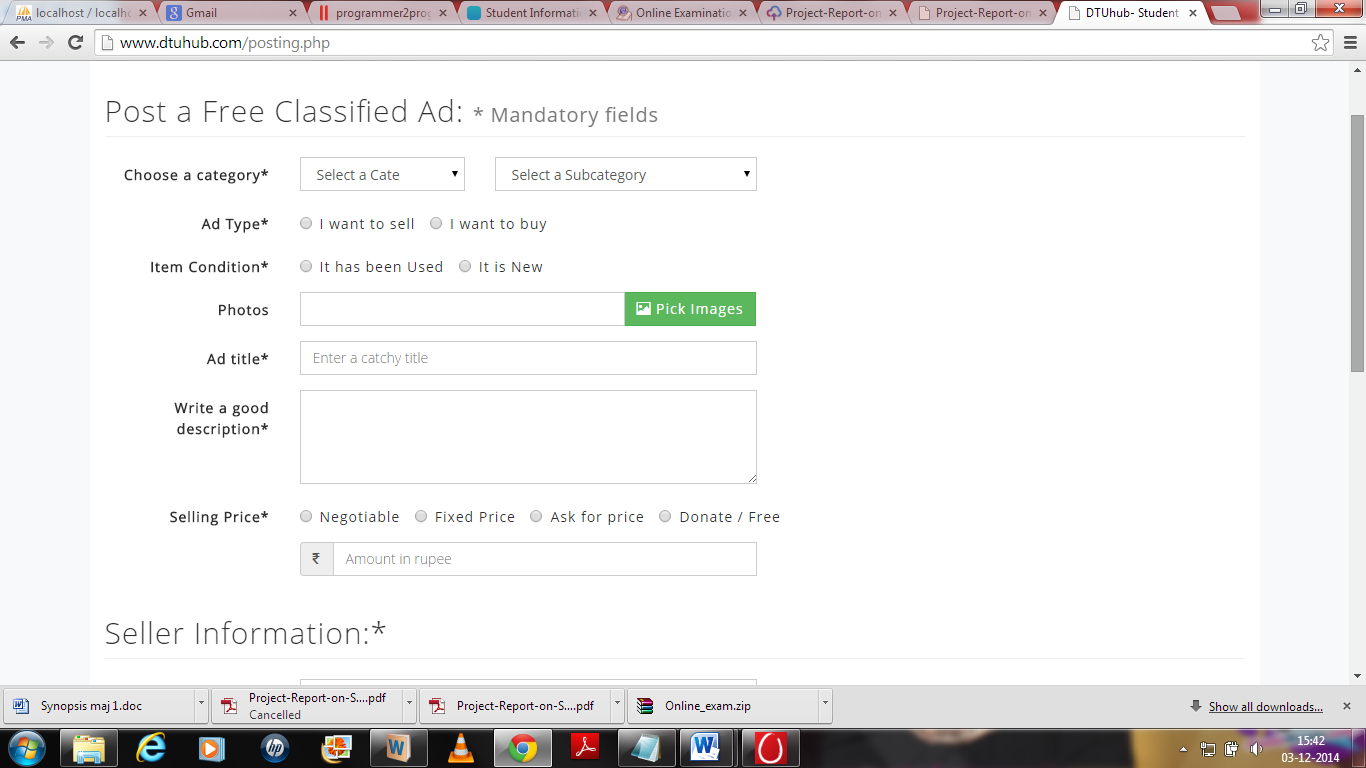 localhost / localho
Gmail
programmer2prog
Student Informati
Online Examinatio
Project-Report-on
Project-Report-on
DTUhub- Student
www.dtuhub.com/posting.php
Post a Free Classified Ad: * Mandatory fields
Choose a category* Select a Cate Select a Subcategory
Ad Type* I want to sell I want to buy
Item Condition* It has been Used It is New
Photos Pick Images
Ad title* Enter a catchy title
Write a good
description*
Selling Price* Negotiable Fixed Price Ask for price Donate / Free
₹ Amount in rupee
Seller Information:*
Synopsis maj 1.doc
Project-Report-on-S....pdf
Cancelled
Project-Report-on-S....pdf
Online_exam.zip
Show all downloads...
15:42
03-12-2014